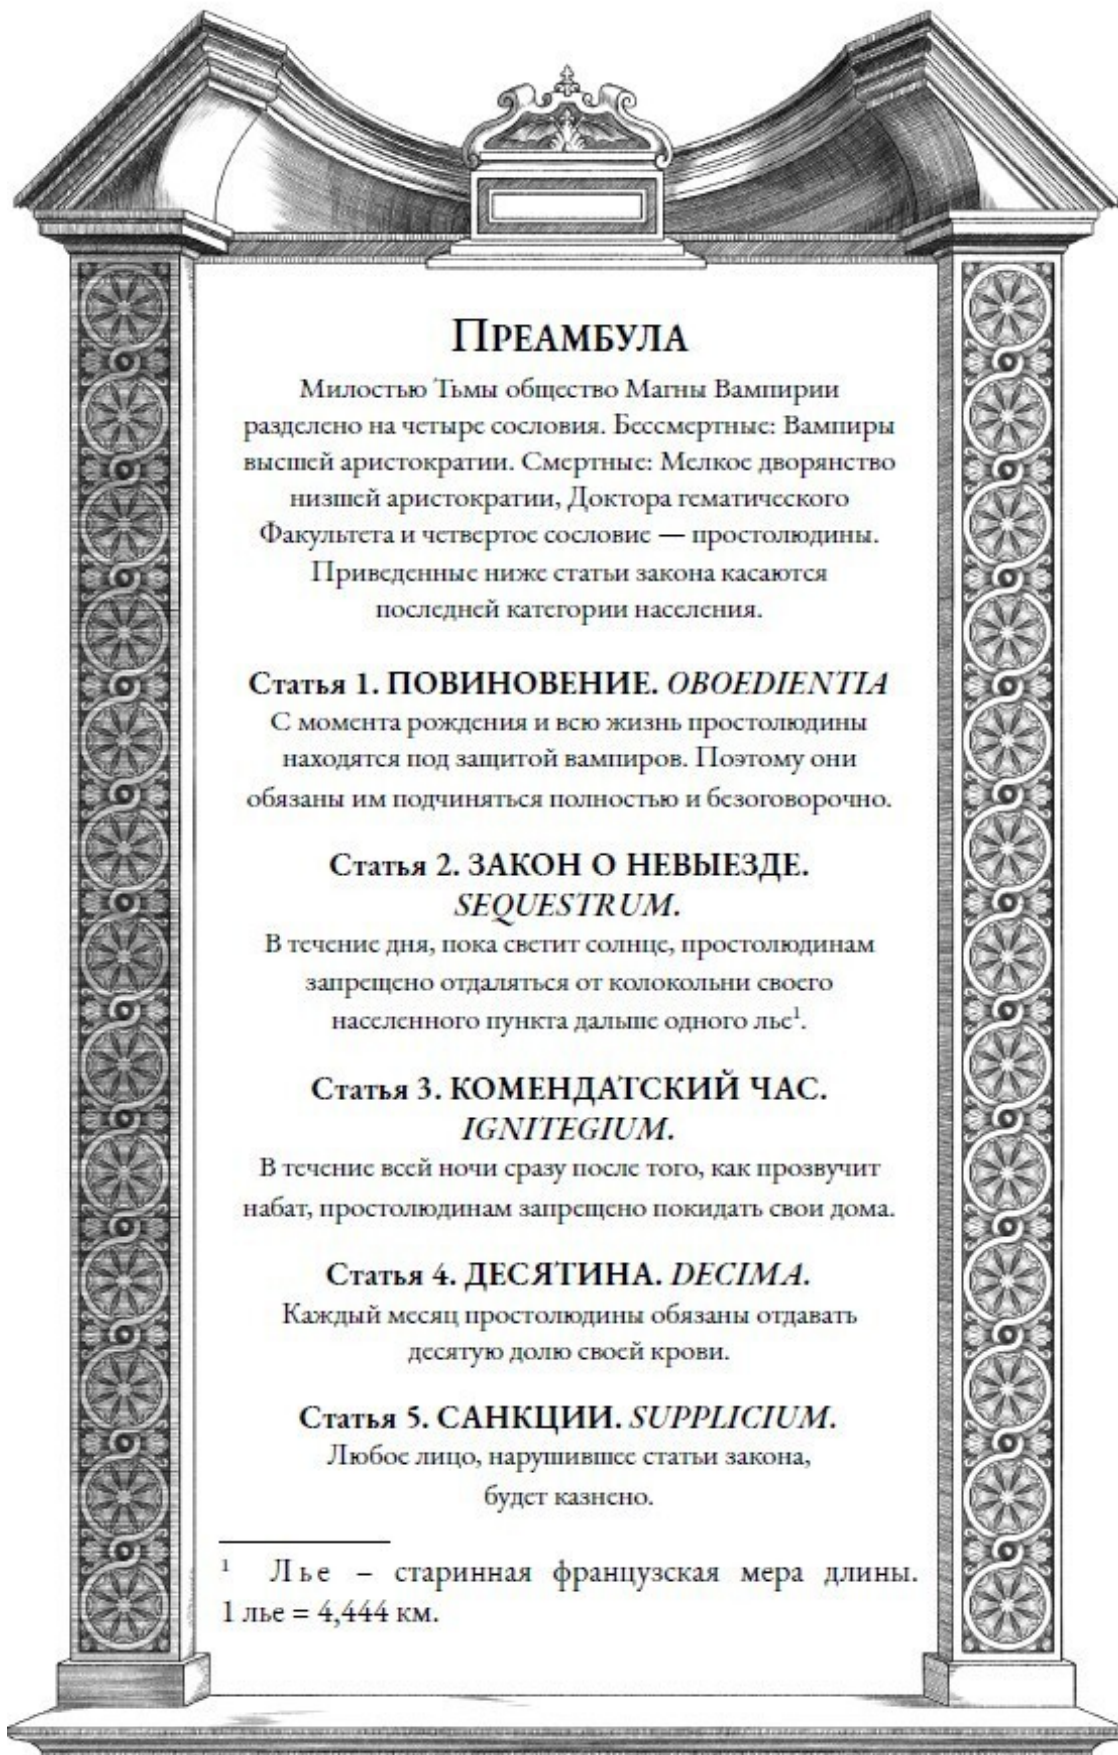 Преамбула
Милостью Тьмы общество Магны Вампирии
разделено на четыре сословия. Бессмертные: Вампиры
высшей аристократии. Смертные: Мелкое дворянство
низшей аристократии, Доктора гематического
Факультета и четвертое сословие — простолюдины.
Приведенные ниже статьи закона касаются
последней категории населения.
Статья 1. ПОВИНОВЕНИЕ. OBOEDIENTIA
С момента рождения и всю жизнь простолюдины
находятся под защитой вампиров. Поэтому они
обязаны им подчиняться полностью и безоговорочно.
Статья 2. ЗАКОН О НЕВЫЕЗДЕ.
SEQUESTRUM.
В течение дня, пока светит солнце, простолюдинам
запрещено отдаляться от колокольни своего
населенного пункта дальше одного лье¹.
Статья 3. КОМЕНДАТСКИЙ ЧАС.
IGNITEGIUM.
В течение всей ночи сразу после того, как прозвучит
набат, простолюдинам запрещено покидать свои дома.
Статья 4. ДЕСЯТИНА. DECIMA.
Каждый месяц простолюдины обязаны отдавать
десятую долю своей крови.
Статья 5. САНКЦИИ. SUPPLICIUM.
Любое лицо, нарушившее статьи закона,
будет казнено.
¹ Лье – старинная французская мера длины.
1 лье = 4,444 км.